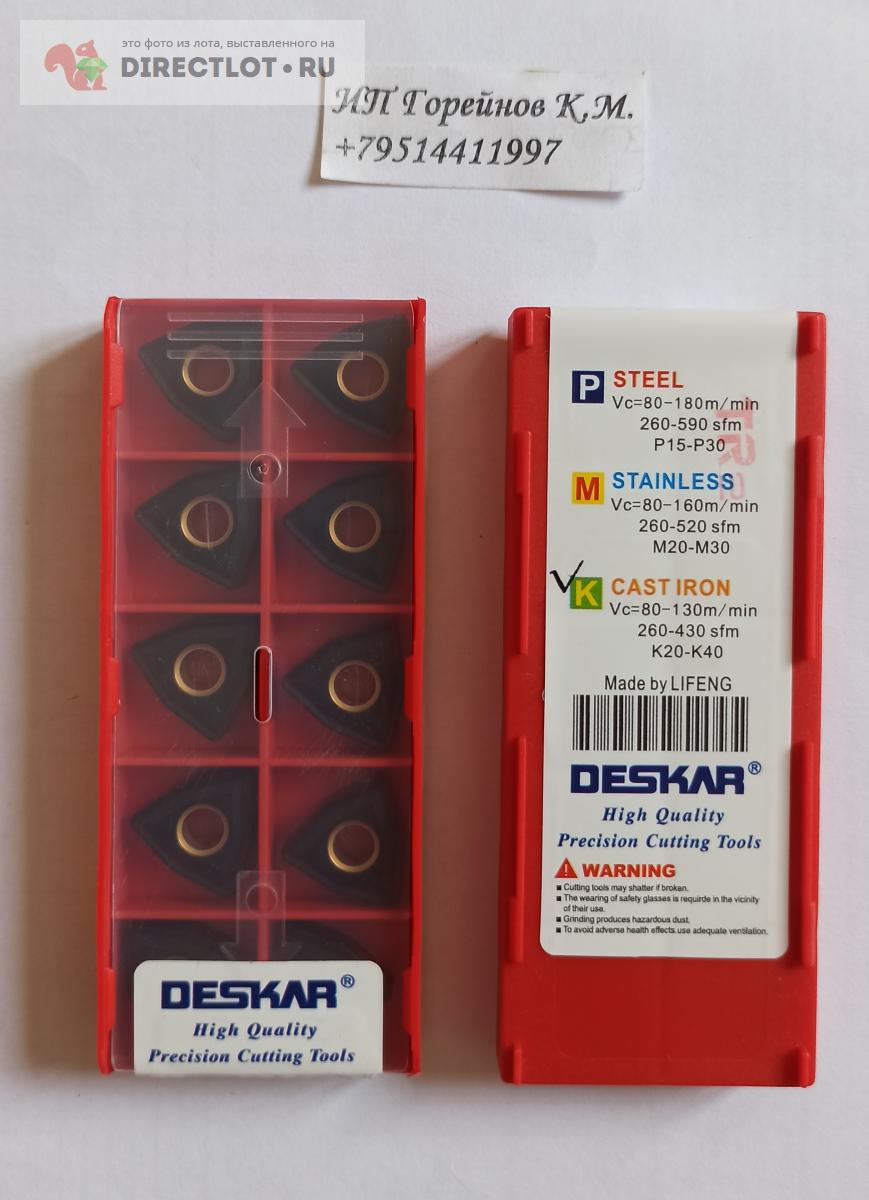 это фото из лота, выставленного на
DIRECTLOT•RU
ИП Горейнов К.М.
+79514411997
P STEEL
Vc=80-180m/min
260-590 sfm
P15-P30
M STAINLESS
Vc=80-160m/min
260-520 sfm
M20-M30
K CAST IRON
Vc=80-130m/min
260-430 sfm
K20-K40
Made by LIFENG
DESKAR®
High Quality
Precision Cutting Tools
WARNING
■ Cutting tools may shatter if broken.
■ The wearing of safety glasses is requirde in the vicinity
of their use.
■ Grinding produces hazardous dust.
■ To avoid adverse health effects.use adequate ventilation.
DESKAR®
High Quality
Precision Cutting Tools